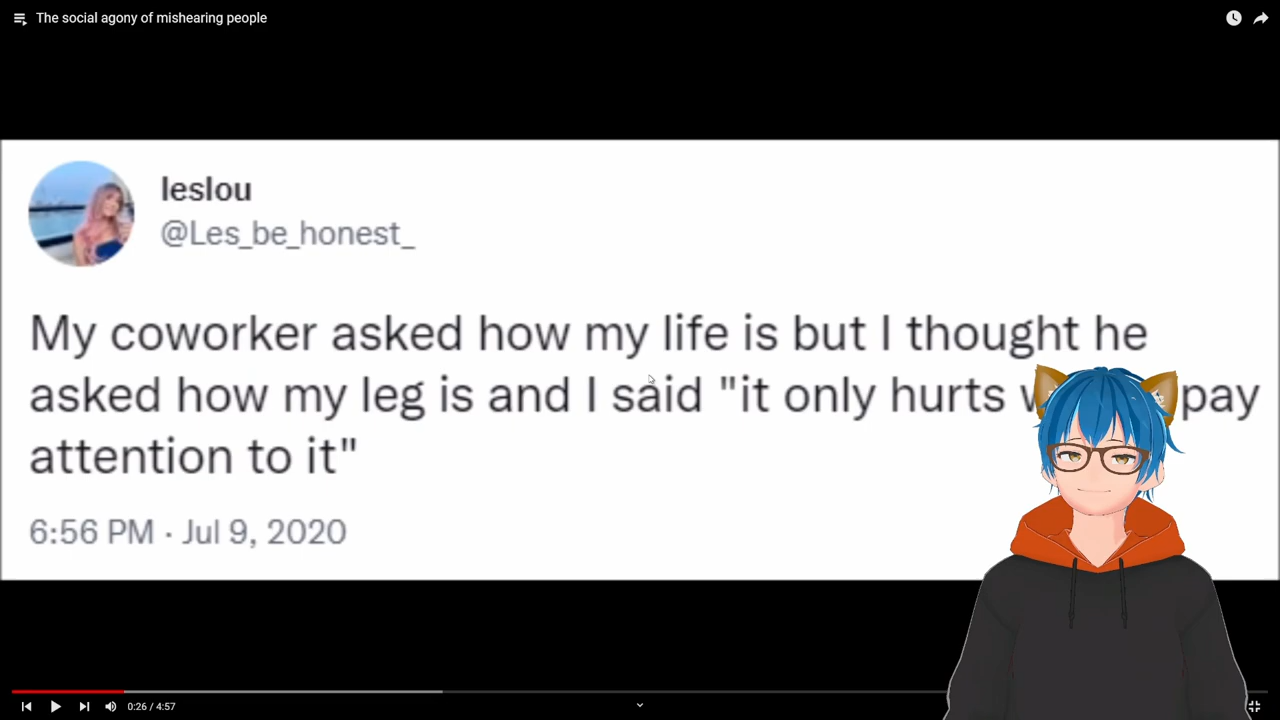 The social agony of mishearing people
leslou
@Les_be_honest_
My coworker asked how my life is but I thought he
asked how my leg is and I said "it only hurts pay
attention to it"
6:56 PM · Jul 9, 2020
0:26 / 4:57